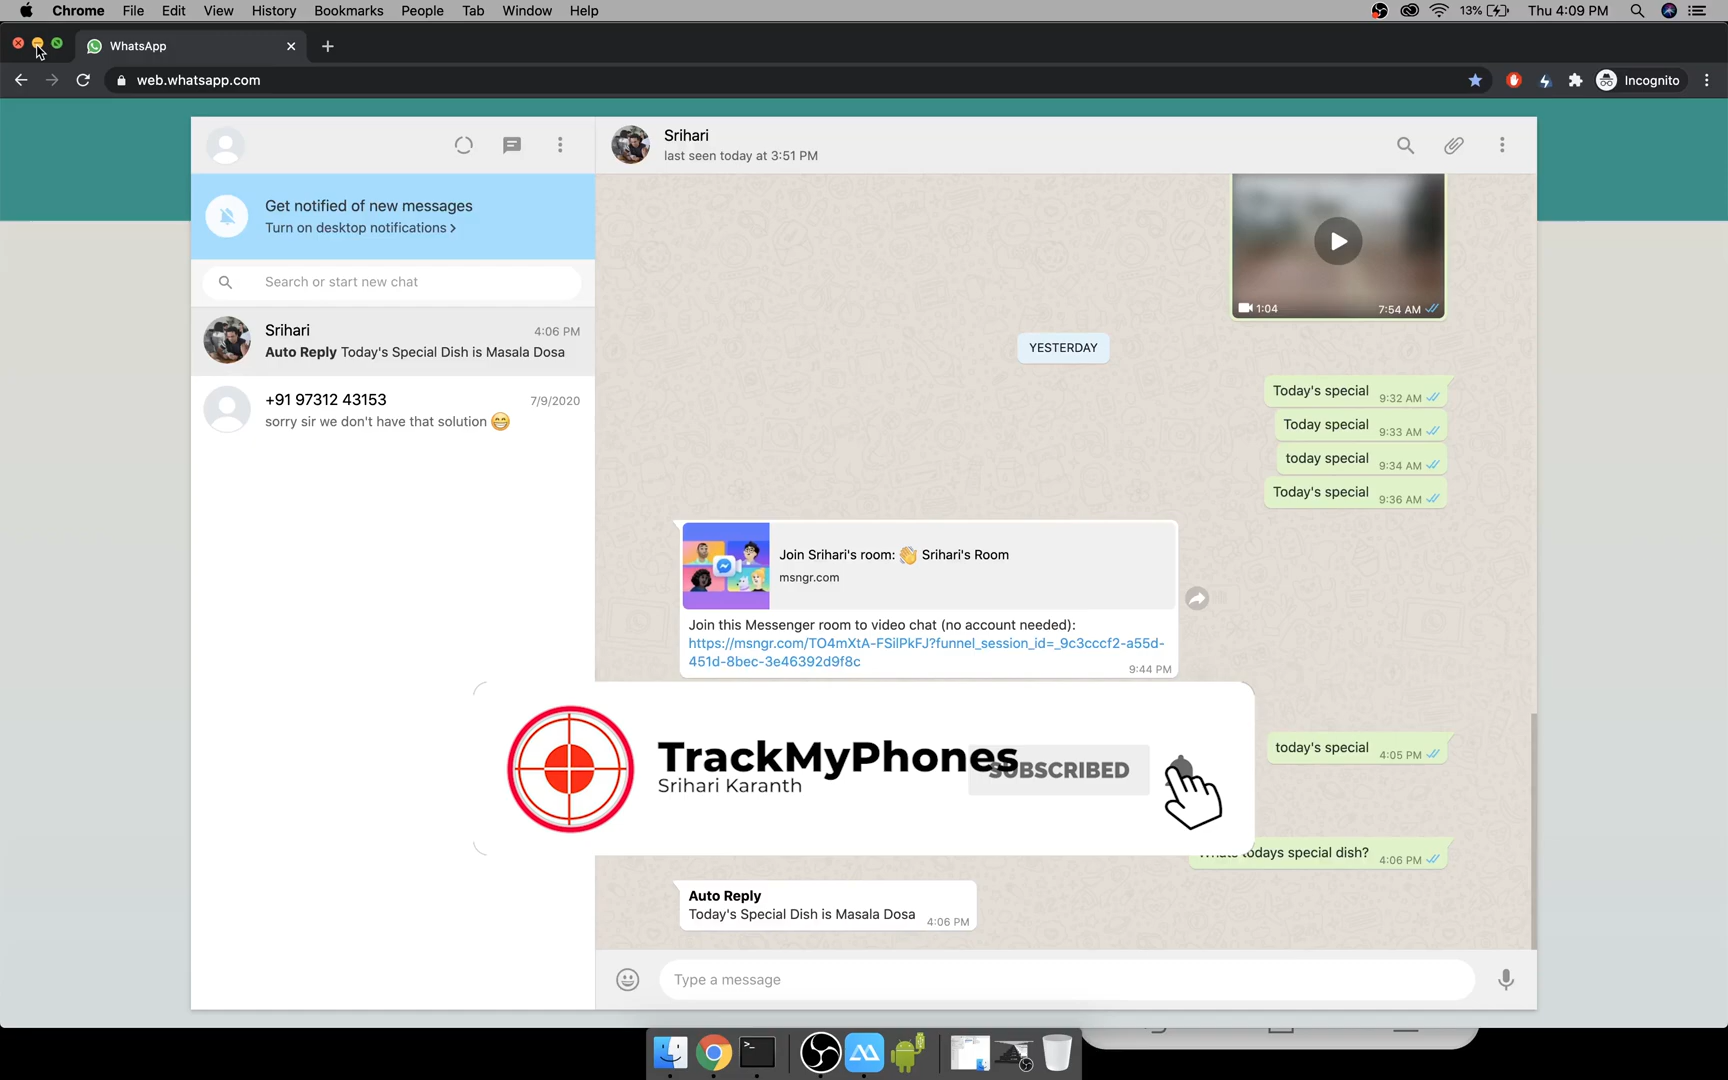 Chrome File Edit View History Bookmarks People Tab Window Help
13% Thu 4:09 PM
WhatsApp
web.whatsapp.com
Incognito
Srihari
last seen today at 3:51 PM
Get notified of new messages
Turn on desktop notifications >
Search or start new chat
Srihari 4:06 PM
Auto Reply Today's Special Dish is Masala Dosa
+91 97312 43153 7/9/2020
sorry sir we don't have that solution 😁
1:04 7:54 AM
YESTERDAY
Today's special 9:32 AM
Today special 9:33 AM
today special 9:34 AM
Today's special 9:36 AM
Join Srihari's room: 👋 Srihari's Room
msngr.com
Join this Messenger room to video chat (no account needed):
https://msngr.com/TO4mXtA-FSilPkFJ?funnel_session_id=_9c3cccf2-a55d-
451d-8bec-3e46392d9f8c
9:44 PM
today's special 4:05 PM
TrackMyPhones
SUBSCRIBED
Srihari Karanth
Whats todays special dish? 4:06 PM
Auto Reply
Today's Special Dish is Masala Dosa 4:06 PM
Type a message